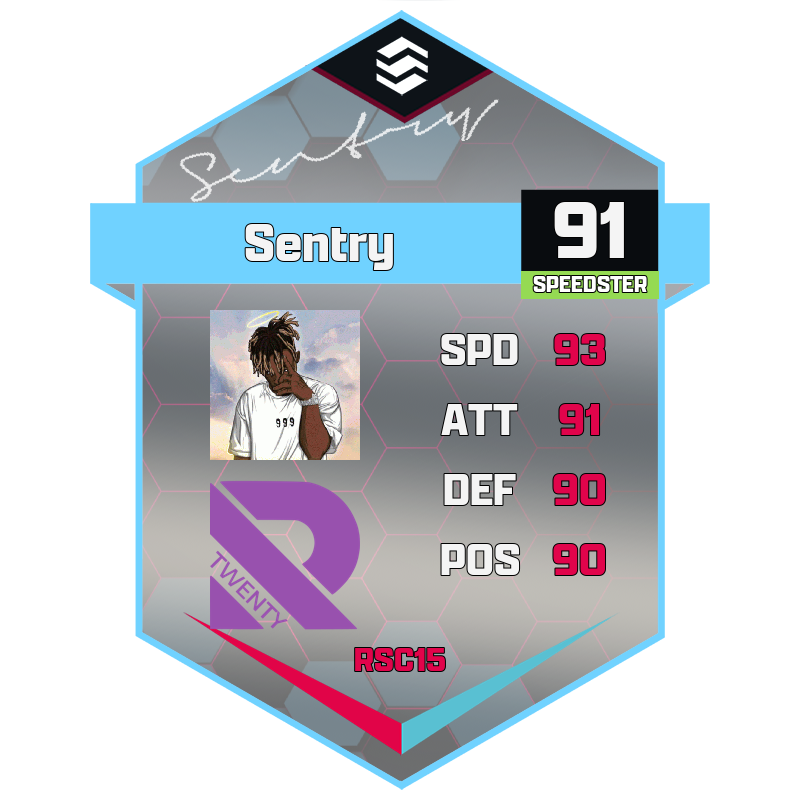 Sentry
Sentry
91
SPEEDSTER
999
SPD 93
ATT 91
DEF 90
POS 90
TWENTY
RSC15